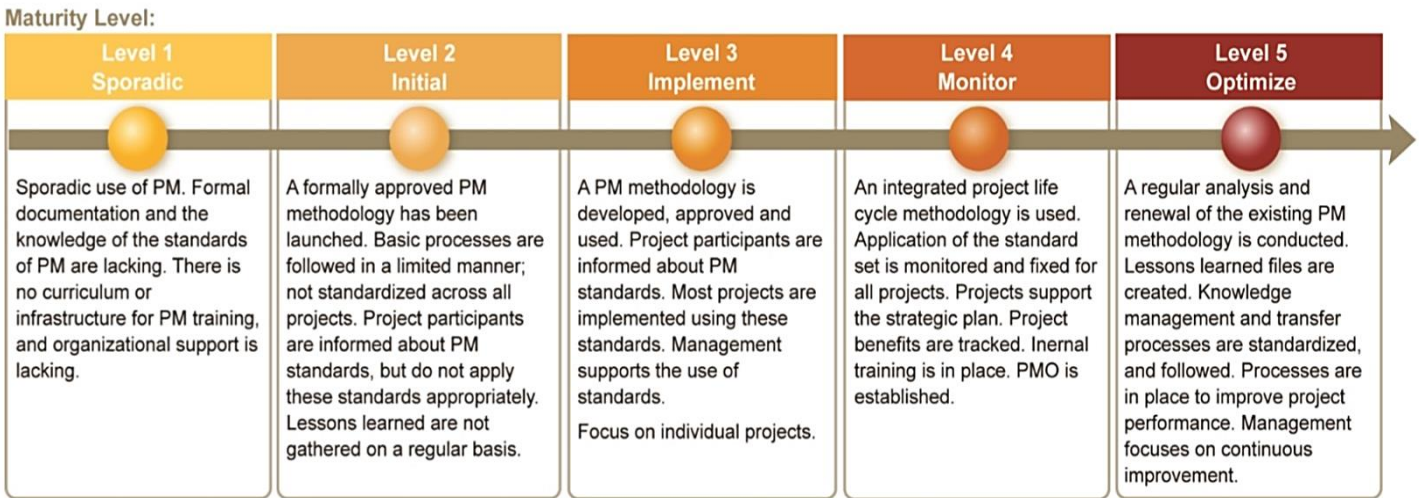 Maturity Level:
Level 1
Sporadic
Level 2
Initial
Level 3
Implement
Level 4
Monitor
Level 5
Optimize
Sporadic use of PM. Formal
documentation and the
knowledge of the standards
of PM are lacking. There is
no curriculum or
infrastructure for PM training,
and organizational support is
lacking.
A formally approved PM
methodology has been
launched. Basic processes are
followed in a limited manner;
not standardized across all
projects. Project participants
are informed about PM
standards, but do not apply
these standards appropriately.
Lessons learned are not
gathered on a regular basis.
A PM methodology is
developed, approved and
used. Project participants are
informed about PM
standards. Most projects are
implemented using these
standards. Management
supports the use of
standards.
Focus on individual projects.
An integrated project life
cycle methodology is used.
Application of the standard
set is monitored and fixed for
all projects. Projects support
the strategic plan. Project
benefits are tracked. Inernal
training is in place. PMO is
established.
A regular analysis and
renewal of the existing PM
methodology is conducted.
Lessons learned files are
created. Knowledge
management and transfer
processes are standardized,
and followed. Processes are
in place to improve project
performance. Management
focuses on continuous
improvement.